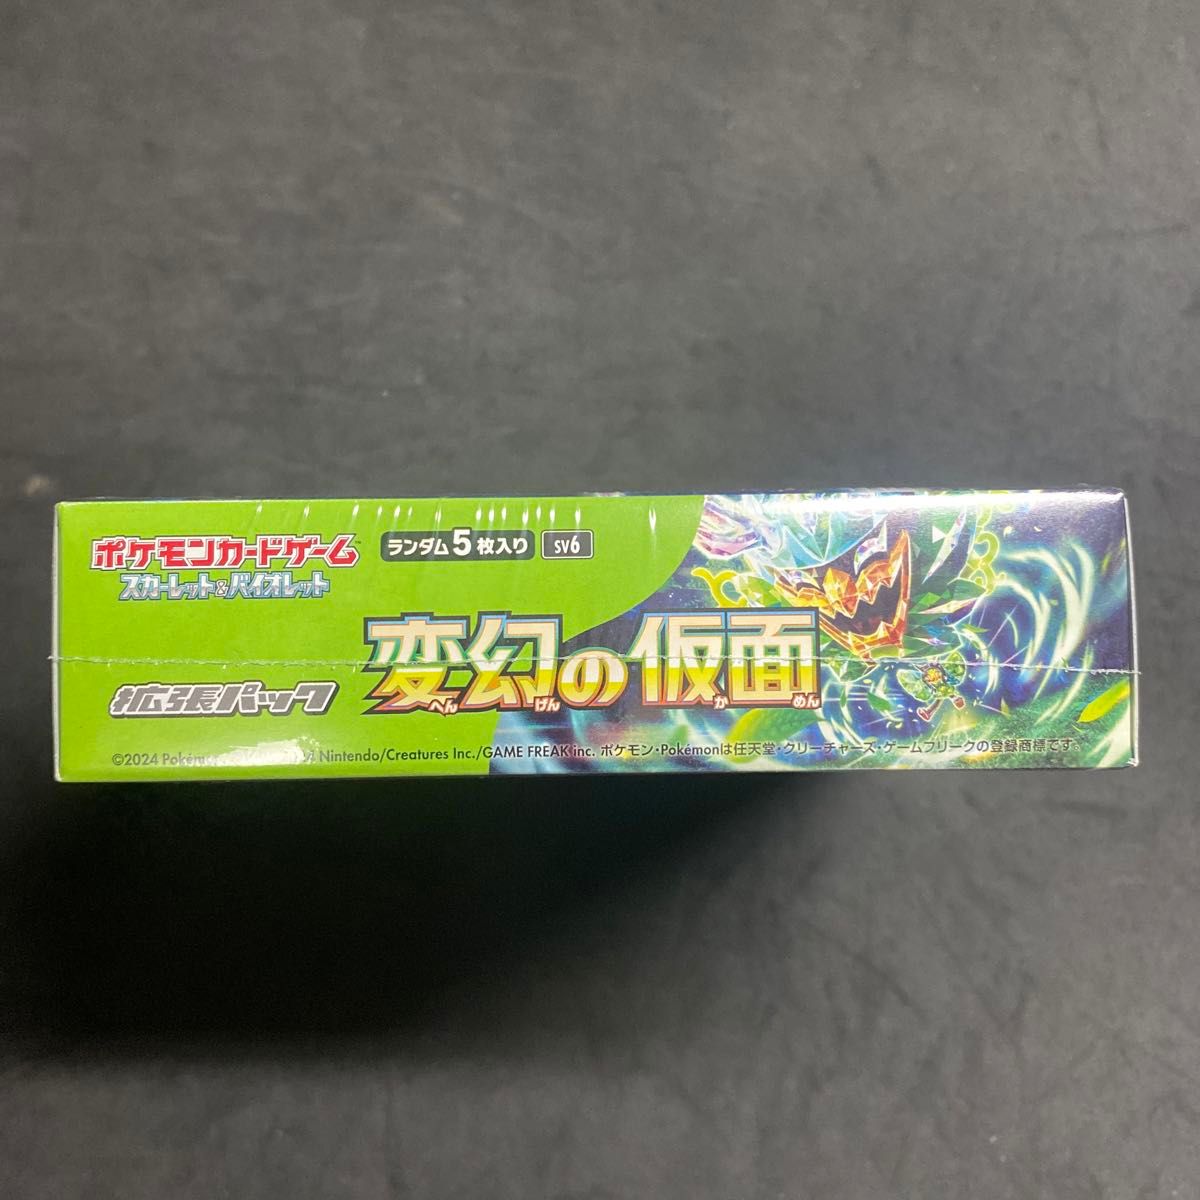 ポケモンカードゲーム™
スカーレット&バイオレット
ランダム5枚入り SV6
変幻の仮面
へん げん か めん
拡張パック
©2024 Pokémon Nintendo/Creatures Inc./GAME FREAK inc. ポケモン・Pokémonは任天堂・クリーチャーズ・ゲームフリークの登録商標です。